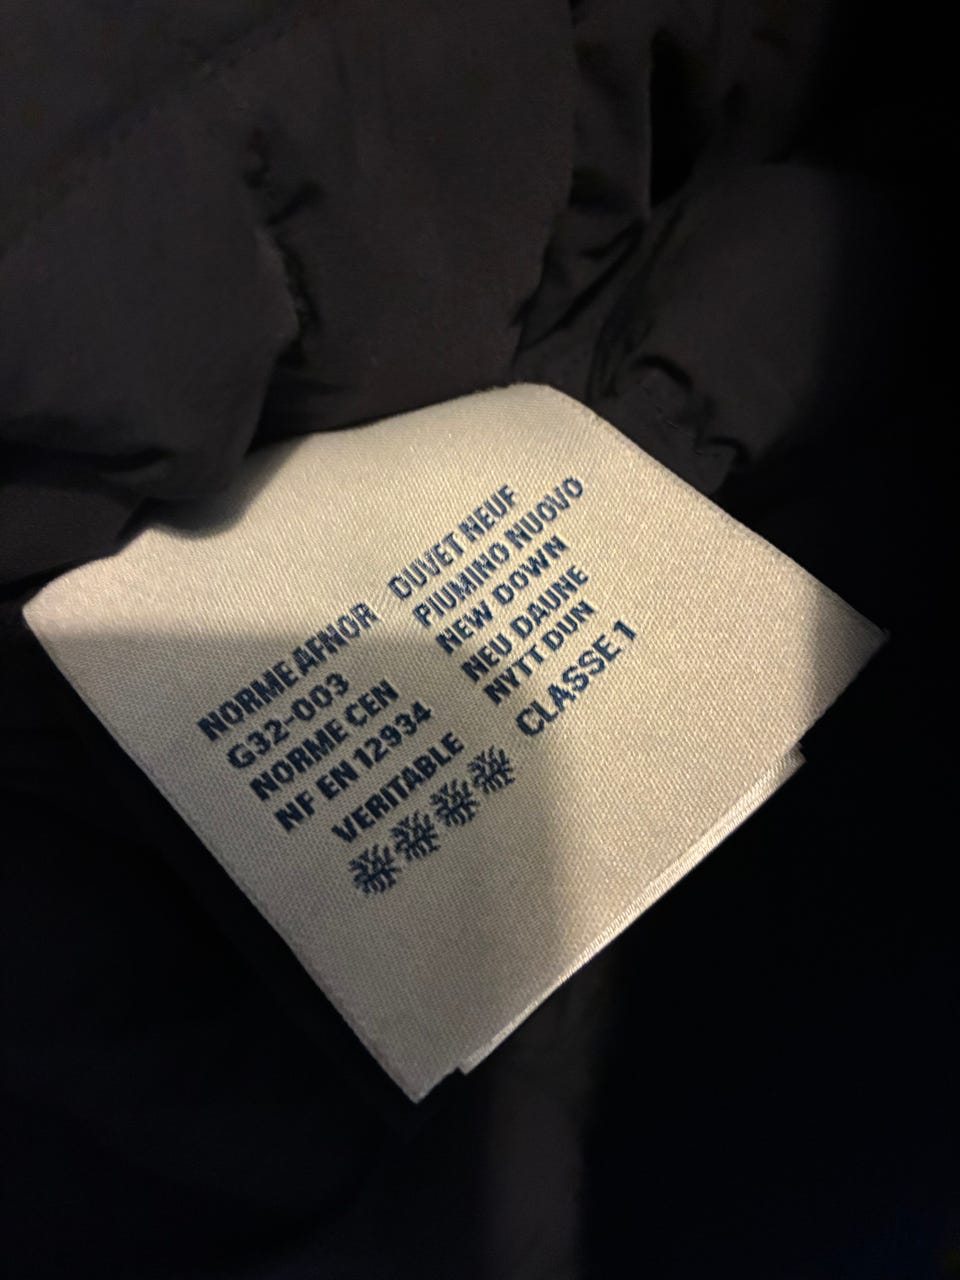 NORME AFNOR
G32-003
NORME CEN
NF EN 12934
VERITABLE
DUVET NEUF
PIUMINO NUOVO
NEW DOWN
NEU DAUNE
NYTT DUN
CLASSE 1